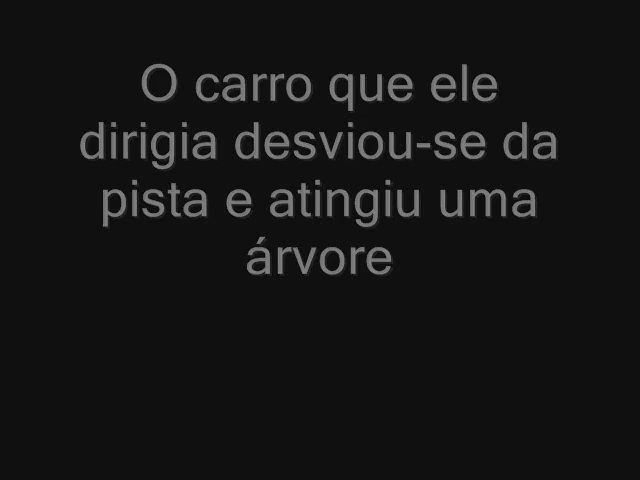 O carro que ele
dirigia desviou-se da
pista e atingiu uma
árvore